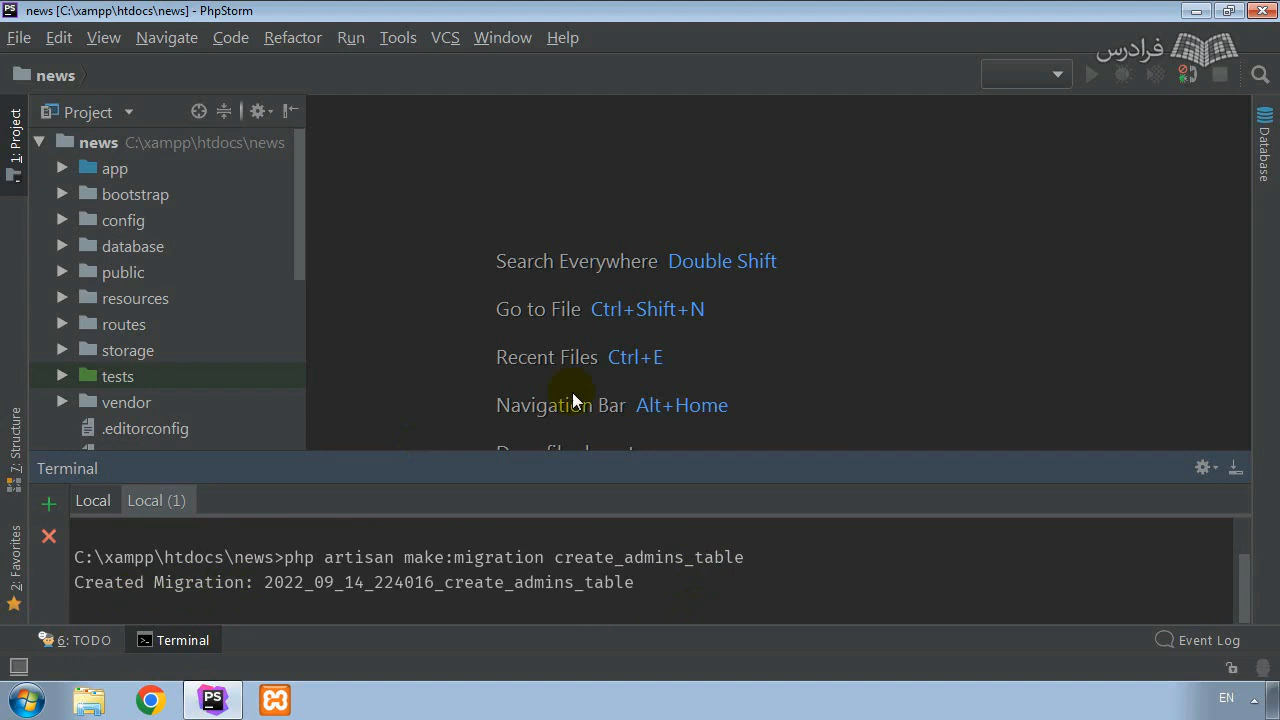 news [C:\xampp\htdocs\news] - PhpStorm
File Edit View Navigate Code Refactor Run Tools VCS Window Help
فرادرس
news
1: Project
Project
news C:\xampp\htdocs\news
app
bootstrap
config
database
public
resources
routes
storage
tests
vendor
.editorconfig
Search Everywhere Double Shift
Go to File Ctrl+Shift+N
Recent Files Ctrl+E
Navigation Bar Alt+Home
Database
7: Structure
2: Favorites
Terminal
Local Local (1)
C:\xampp\htdocs\news>php artisan make:migration create_admins_table
Created Migration: 2022_09_14_224016_create_admins_table
6: TODO Terminal Event Log
PS EN